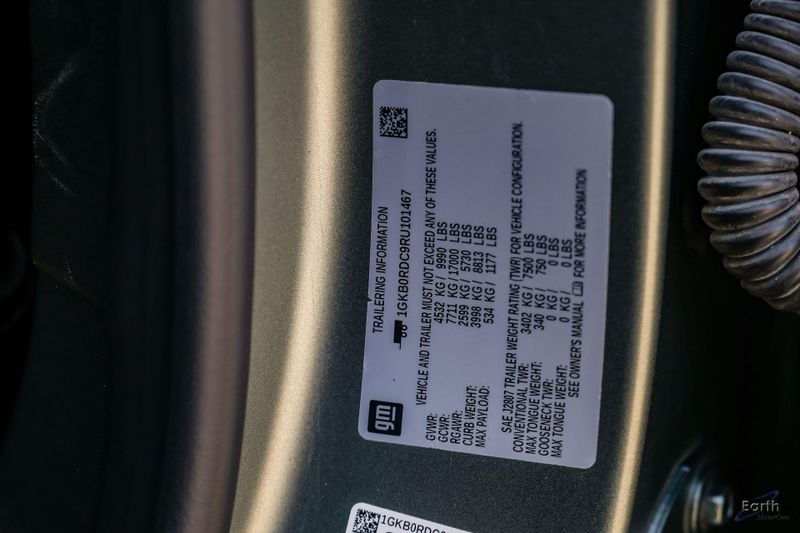 TRAILERING INFORMATION
1GKB0RDC9RU101467
VEHICLE AND TRAILER MUST NOT EXCEED ANY OF THESE VALUES.
GVWR: 4532 KG / 9990 LBS
GCWR: 7711 KG / 17000 LBS
RGAWR: 2599 KG / 5730 LBS
CURB WEIGHT: 3998 KG / 8813 LBS
MAX PAYLOAD: 534 KG / 1177 LBS
SAE J2807 TRAILER WEIGHT RATING (TWR) FOR VEHICLE CONFIGURATION.
CONVENTIONAL TWR: 3402 KG / 7500 LBS
MAX TONGUE WEIGHT: 340 KG / 750 LBS
GOOSENECK TWR: 0 KG / 0 LBS
MAX TONGUE WEIGHT: 0 KG / 0 LBS
SEE OWNER'S MANUAL FOR MORE INFORMATION
gm
1GKB0RDC
Earth
MotorCars